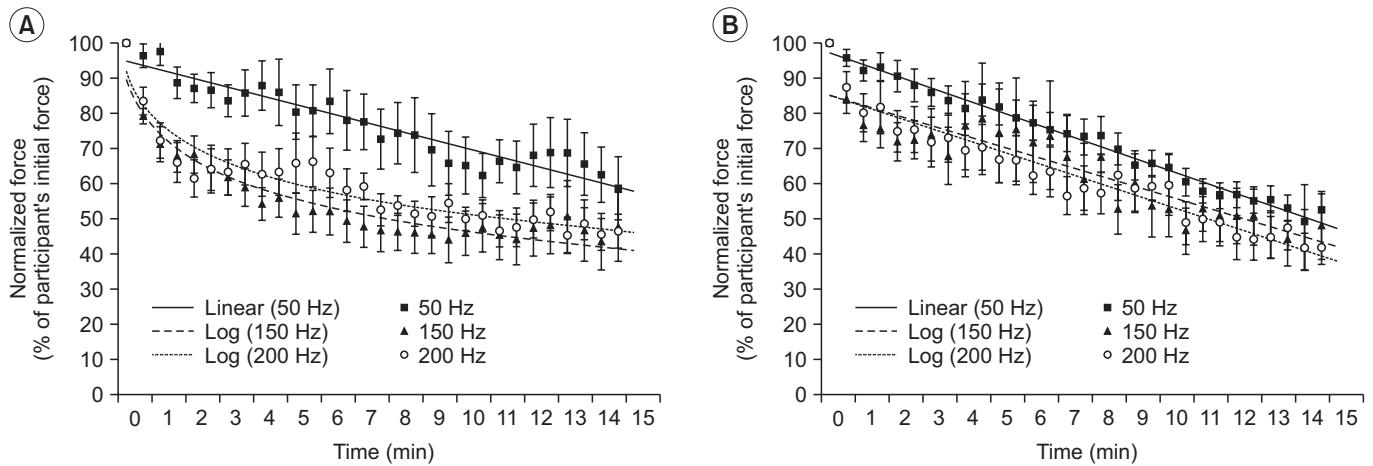 A
Normalized force
(% of participant's initial force)
100
90
80
70
60
50
40
30
20
10
0
Linear (50 Hz)
Log (150 Hz)
Log (200 Hz)
50 Hz
150 Hz
200 Hz
0 1 2 3 4 5 6 7 8 9 10 11 12 13 14 15
Time (min)
B
Normalized force
(% of participant's initial force)
100
90
80
70
60
50
40
30
20
10
0
Linear (50 Hz)
Log (150 Hz)
Log (200 Hz)
50 Hz
150 Hz
200 Hz
0 1 2 3 4 5 6 7 8 9 10 11 12 13 14 15
Time (min)